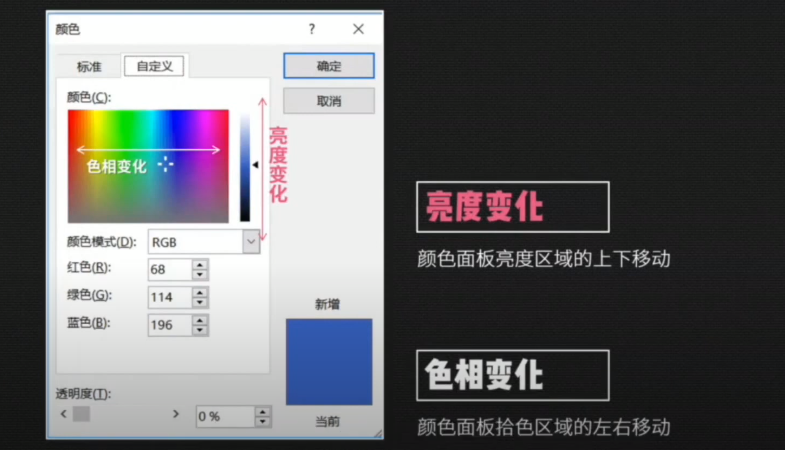 颜色
?
标准
自定义
确定
取消
颜色(C):
色相变化
亮度变化
颜色模式(D):
RGB
红色(R):
68
绿色(G):
114
蓝色(B):
196
新增
当前
透明度(T):
0 %
亮度变化
颜色面板亮度区域的上下移动
色相变化
颜色面板拾色区域的左右移动